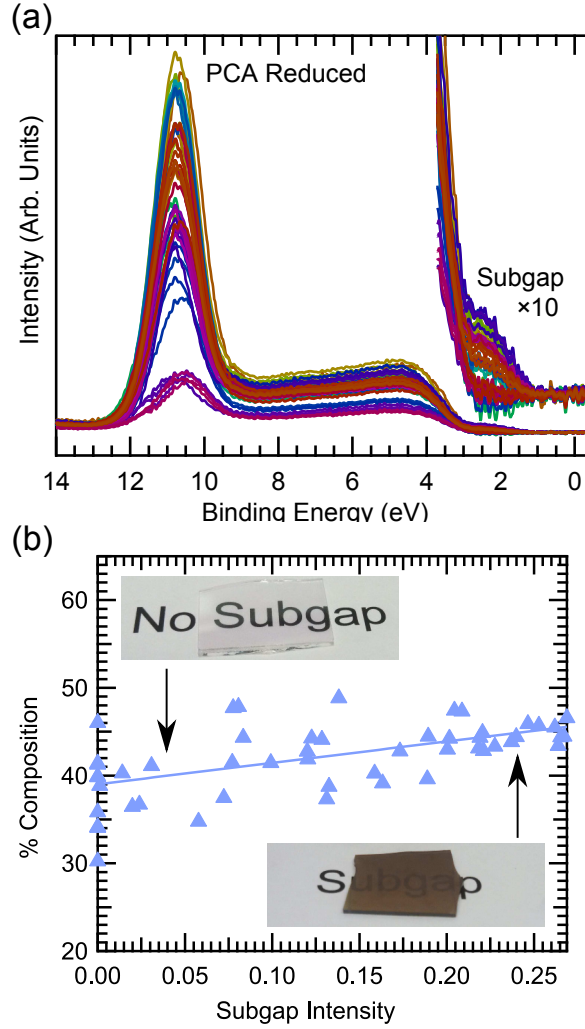 (a)
PCA Reduced
Intensity (Arb. Units)
Subgap
×10
14 12 10 8 6 4 2 0
Binding Energy (eV)
(b)
60
50
40
30
20
% Composition
No Subgap
Subgap
0.00 0.05 0.10 0.15 0.20 0.25
Subgap Intensity